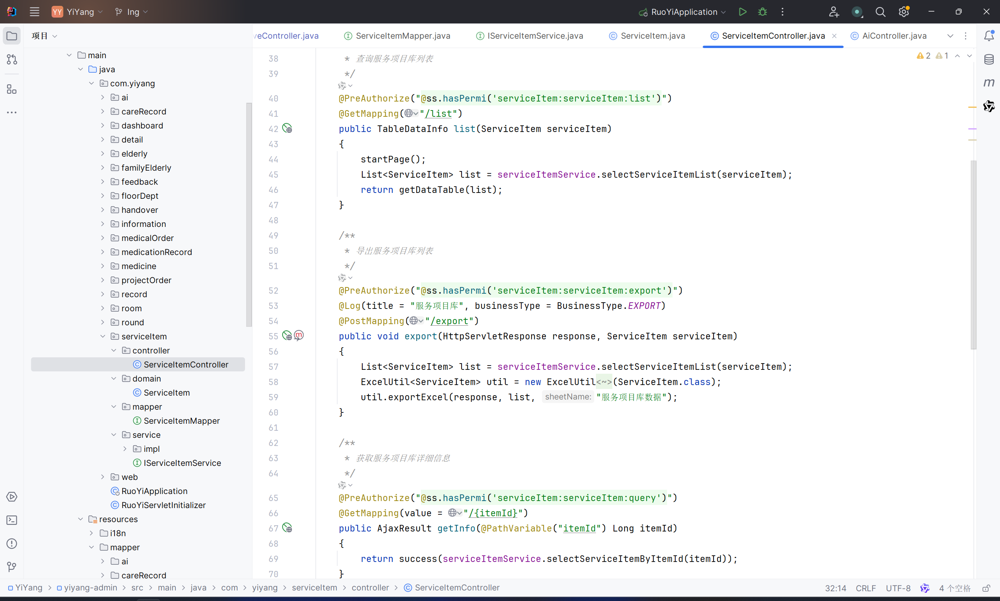 YY YiYang Ing RuoYiApplication
项目
veController.java ServiceItemMapper.java IServiceItemService.java ServiceItem.java ServiceItemController.java AiController.java
main
java
com.yiyang
ai
careRecord
dashboard
detail
elderly
familyElderly
feedback
floorDept
handover
information
medicalOrder
medicationRecord
medicine
projectOrder
record
room
round
serviceItem
controller
ServiceItemController
domain
ServiceItem
mapper
ServiceItemMapper
service
impl
IServiceItemService
web
RuoYiApplication
RuoYiServletInitializer
resources
i18n
mapper
ai
careRecord
2 1
38 * 查询服务项目库列表
39 */
40 @PreAuthorize("@ss.hasPermi('serviceItem:serviceItem:list')")
41 @GetMapping("/list")
42 public TableDataInfo list(ServiceItem serviceItem)
43 {
44 startPage();
45 List<ServiceItem> list = serviceItemService.selectServiceItemList(serviceItem);
46 return getDataTable(list);
47 }
48
49 /**
50 * 导出服务项目库列表
51 */
52 @PreAuthorize("@ss.hasPermi('serviceItem:serviceItem:export')")
53 @Log(title = "服务项目库", businessType = BusinessType.EXPORT)
54 @PostMapping("/export")
55 public void export(HttpServletResponse response, ServiceItem serviceItem)
56 {
57 List<ServiceItem> list = serviceItemService.selectServiceItemList(serviceItem);
58 ExcelUtil<ServiceItem> util = new ExcelUtil<~>(ServiceItem.class);
59 util.exportExcel(response, list, sheetName: "服务项目库数据");
60 }
61
62 /**
63 * 获取服务项目库详细信息
64 */
65 @PreAuthorize("@ss.hasPermi('serviceItem:serviceItem:query')")
66 @GetMapping(value = "/{itemId}")
67 public AjaxResult getInfo(@PathVariable("itemId") Long itemId)
68 {
69 return success(serviceItemService.selectServiceItemByItemId(itemId));
70 }
m
YiYang > yiyang-admin > src > main > java > com > yiyang > serviceItem > controller > ServiceItemController 32:14 CRLF UTF-8 4 个空格